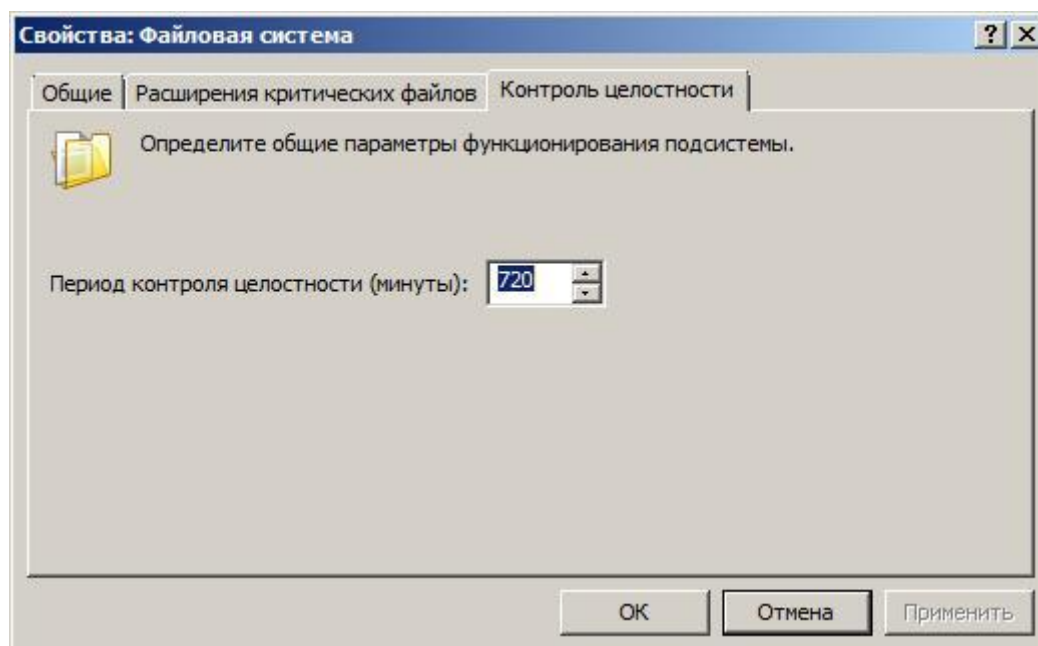 Свойства: Файловая система
Общие
Расширения критических файлов
Контроль целостности
Определите общие параметры функционирования подсистемы.
Период контроля целостности (минуты): 720
ОК
Отмена
Применить